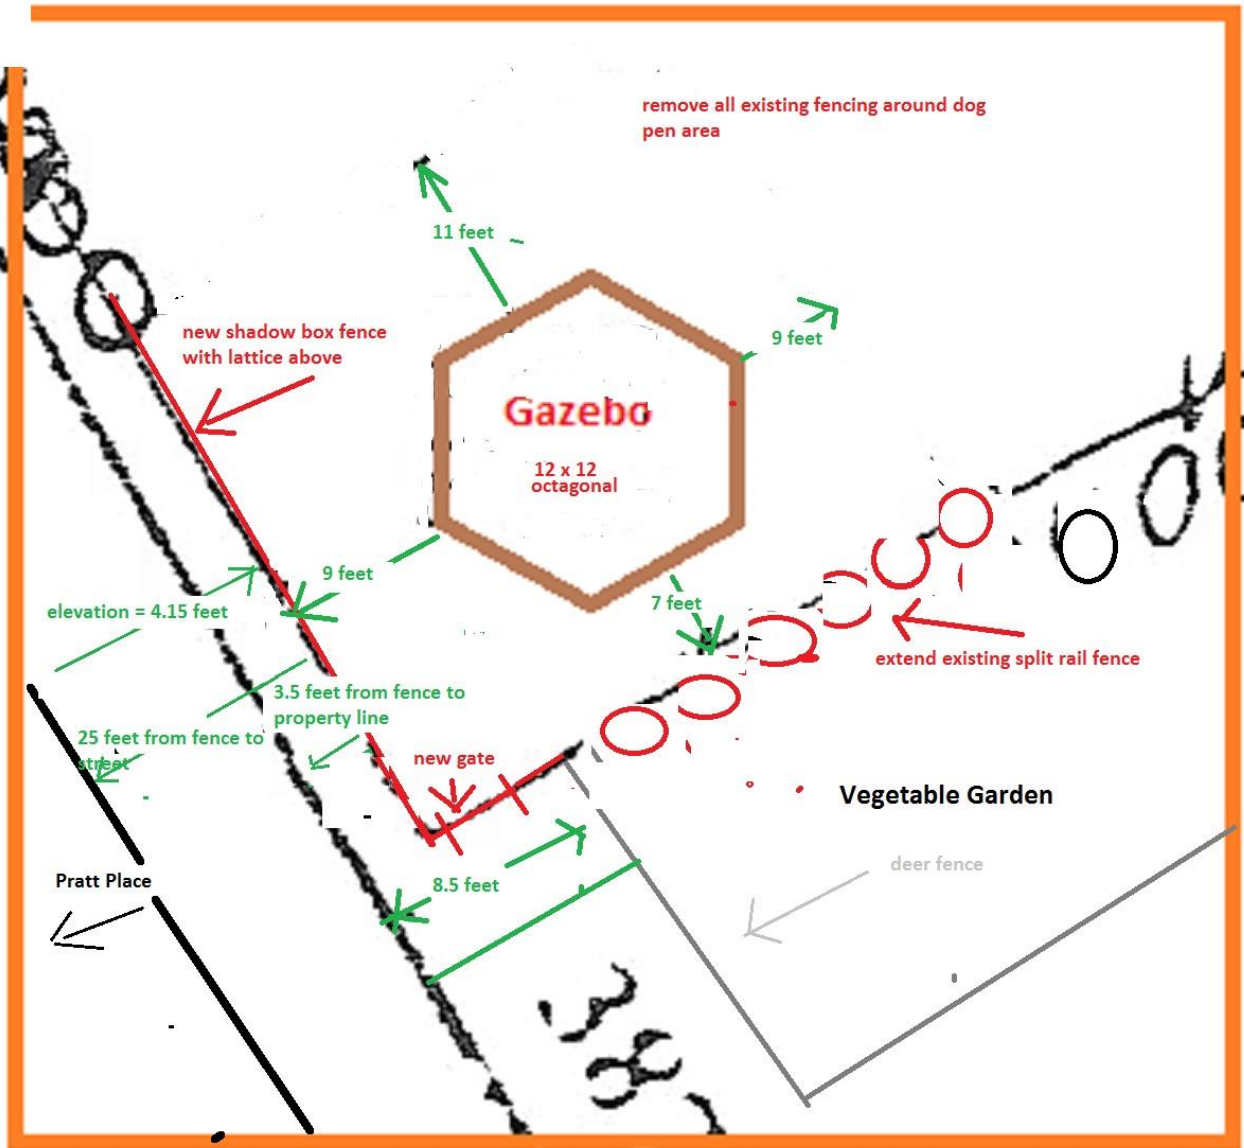 remove all existing fencing around dog
pen area
11 feet
new shadow box fence
with lattice above
9 feet
Gazebo
12 x 12
octagonal
9 feet
elevation = 4.15 feet
7 feet
extend existing split rail fence
3.5 feet from fence to
property line
25 feet from fence to
street
new gate
Vegetable Garden
deer fence
Pratt Place
8.5 feet